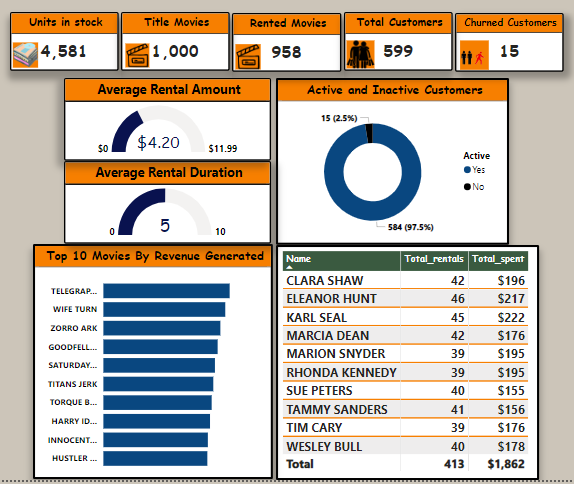 Units in stock
4,581
Title Movies
1,000
Rented Movies
958
Total Customers
599
Churned Customers
15
Average Rental Amount
$4.20
$0 $11.99
Average Rental Duration
5
0 10
Active and Inactive Customers
15 (2.5%)
584 (97.5%)
Active
Yes
No
Top 10 Movies By Revenue Generated
TELEGRAP...
WIFE TURN
ZORRO ARK
GOODFELL...
SATURDAY...
TITANS JERK
TORQUE B...
HARRY ID...
INNOCENT...
HUSTLER ...
Name Total_rentals Total_spent
CLARA SHAW 42 $196
ELEANOR HUNT 46 $217
KARL SEAL 45 $222
MARCIA DEAN 42 $176
MARION SNYDER 39 $195
RHONDA KENNEDY 39 $195
SUE PETERS 40 $155
TAMMY SANDERS 41 $156
TIM CARY 39 $176
WESLEY BULL 40 $178
Total 413 $1,862